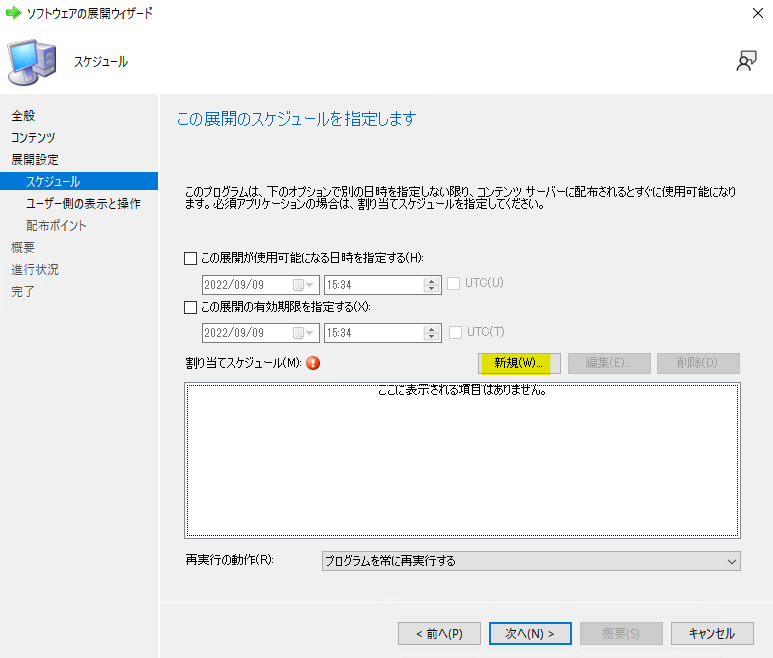 ソフトウェアの展開ウィザード
スケジュール
全般
コンテンツ
展開設定
スケジュール
ユーザー側の表示と操作
配布ポイント
概要
進行状況
完了
この展開のスケジュールを指定します
このプログラムは、下のオプションで別の日時を指定しない限り、コンテンツ サーバーに配布されるとすぐに使用可能になり
ます。必須アプリケーションの場合は、割り当てスケジュールを指定してください。
この展開が使用可能になる日時を指定する(H):
2022/09/09 15:34 UTC(U)
この展開の有効期限を指定する(X):
2022/09/09 15:34 UTC(T)
割り当てスケジュール(M): 新規(W)... 編集(E)... 削除(D)
ここに表示される項目はありません。
再実行の動作(R): プログラムを常に再実行する
< 前へ(P) 次へ(N) > 概要(S) キャンセル